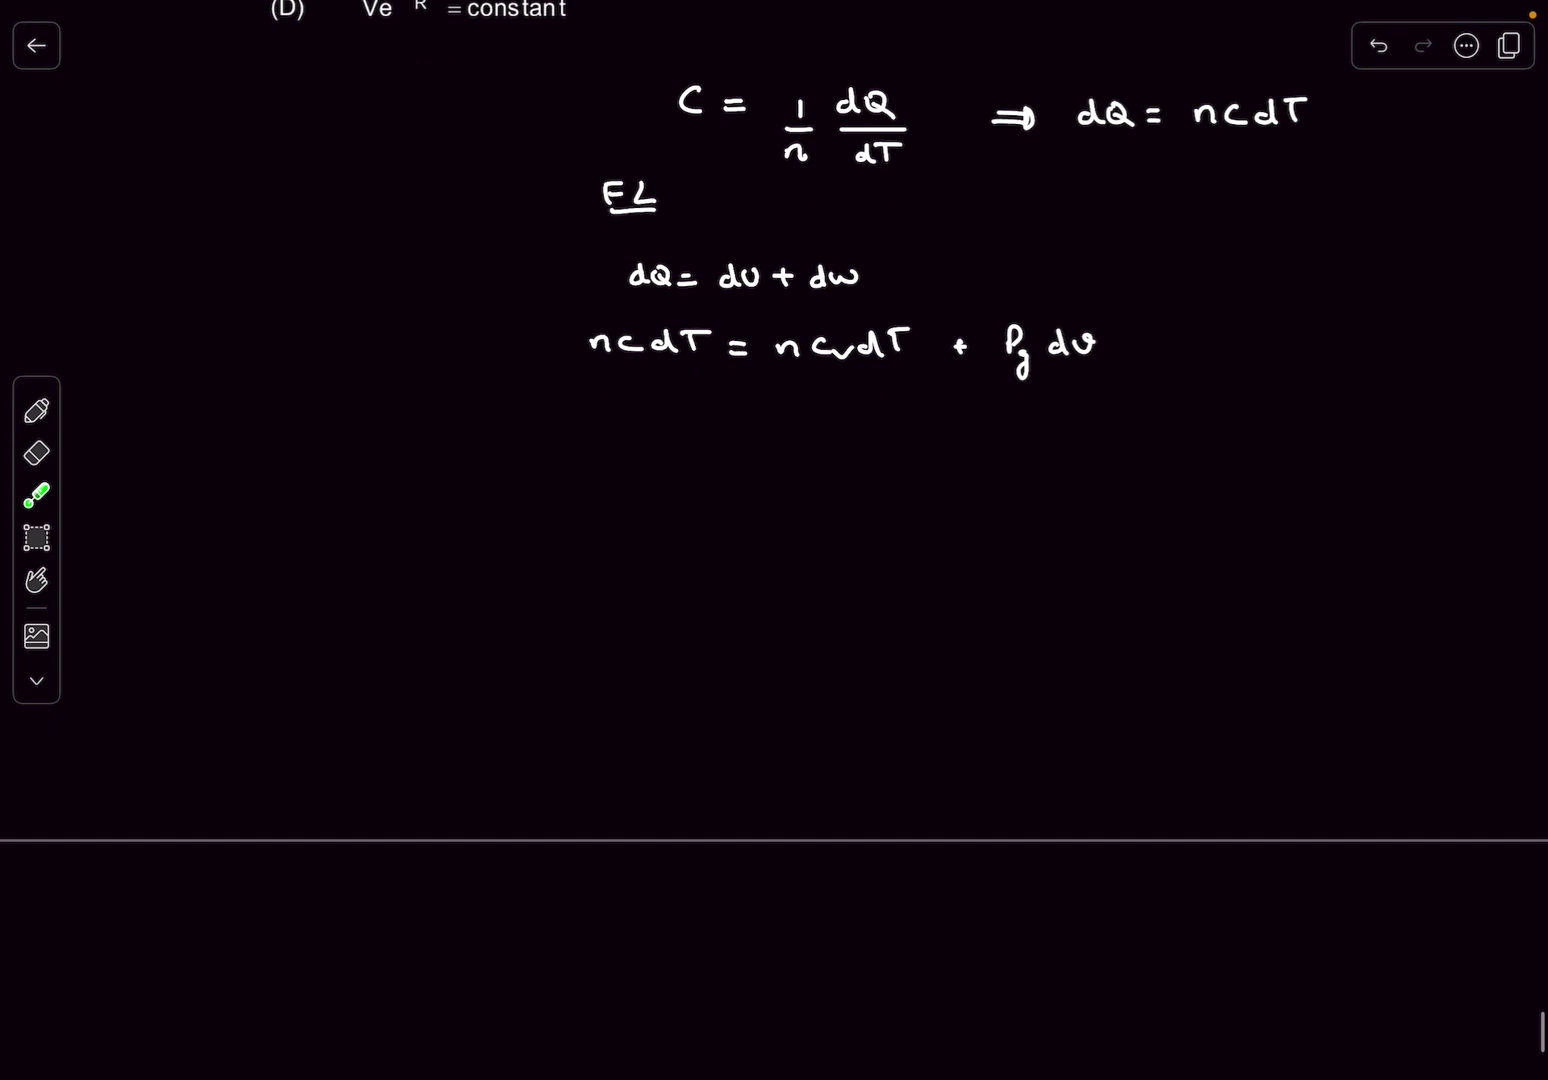 (D) Ve R = constant
C = 1/n dQ/dT ⇒ dQ = nCdT
FL
dQ = dU + dw
nCdT = nCvdT + Pg dv